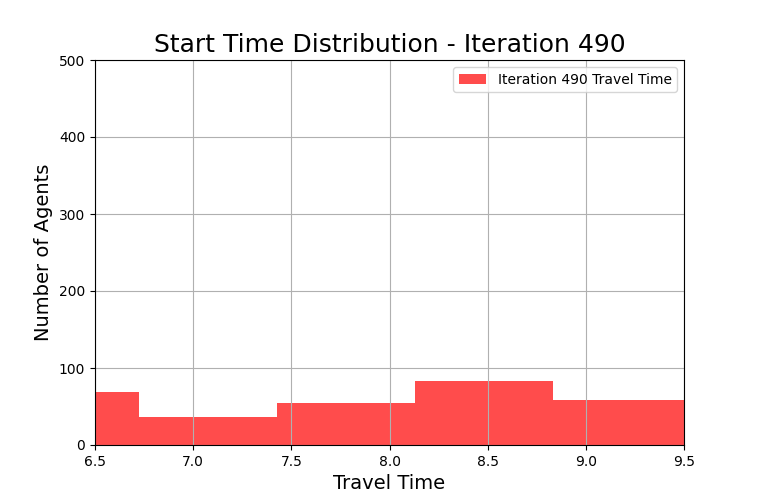 Start Time Distribution - Iteration 490
500
400
300
200
100
0
Number of Agents
Iteration 490 Travel Time
6.5 7.0 7.5 8.0 8.5 9.0 9.5
Travel Time